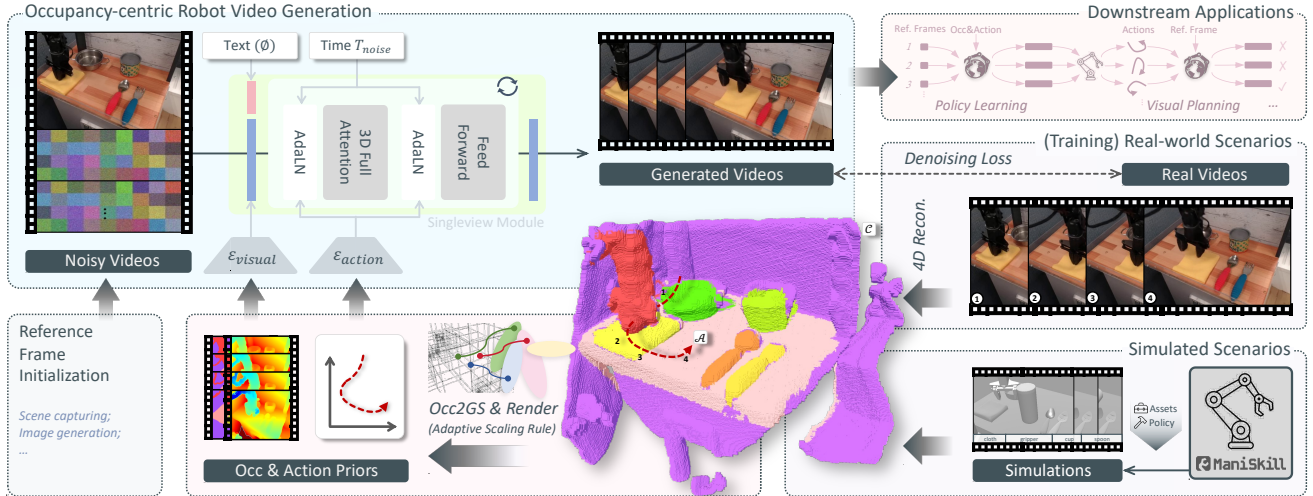 Occupancy-centric Robot Video Generation
Text (∅)
Time T_noise
AdaLN
3D Full Attention
AdaLN
Feed Forward
Singleview Module
Noisy Videos
ε_visual
ε_action
Generated Videos
Downstream Applications
Ref. Frames
Occ&Action
Actions
Ref. Frame
1
2
3
Policy Learning
Visual Planning
...
(Training) Real-world Scenarios
Denoising Loss
Real Videos
4D Recon.
1
2
3
4
C
1
2
3
4
A
Reference
Frame
Initialization
Scene capturing;
Image generation;
...
Occ & Action Priors
Occ2GS & Render
(Adaptive Scaling Rule)
Simulated Scenarios
cloth
gripper
cup
spoon
Simulations
Assets
Policy
ManiSkill